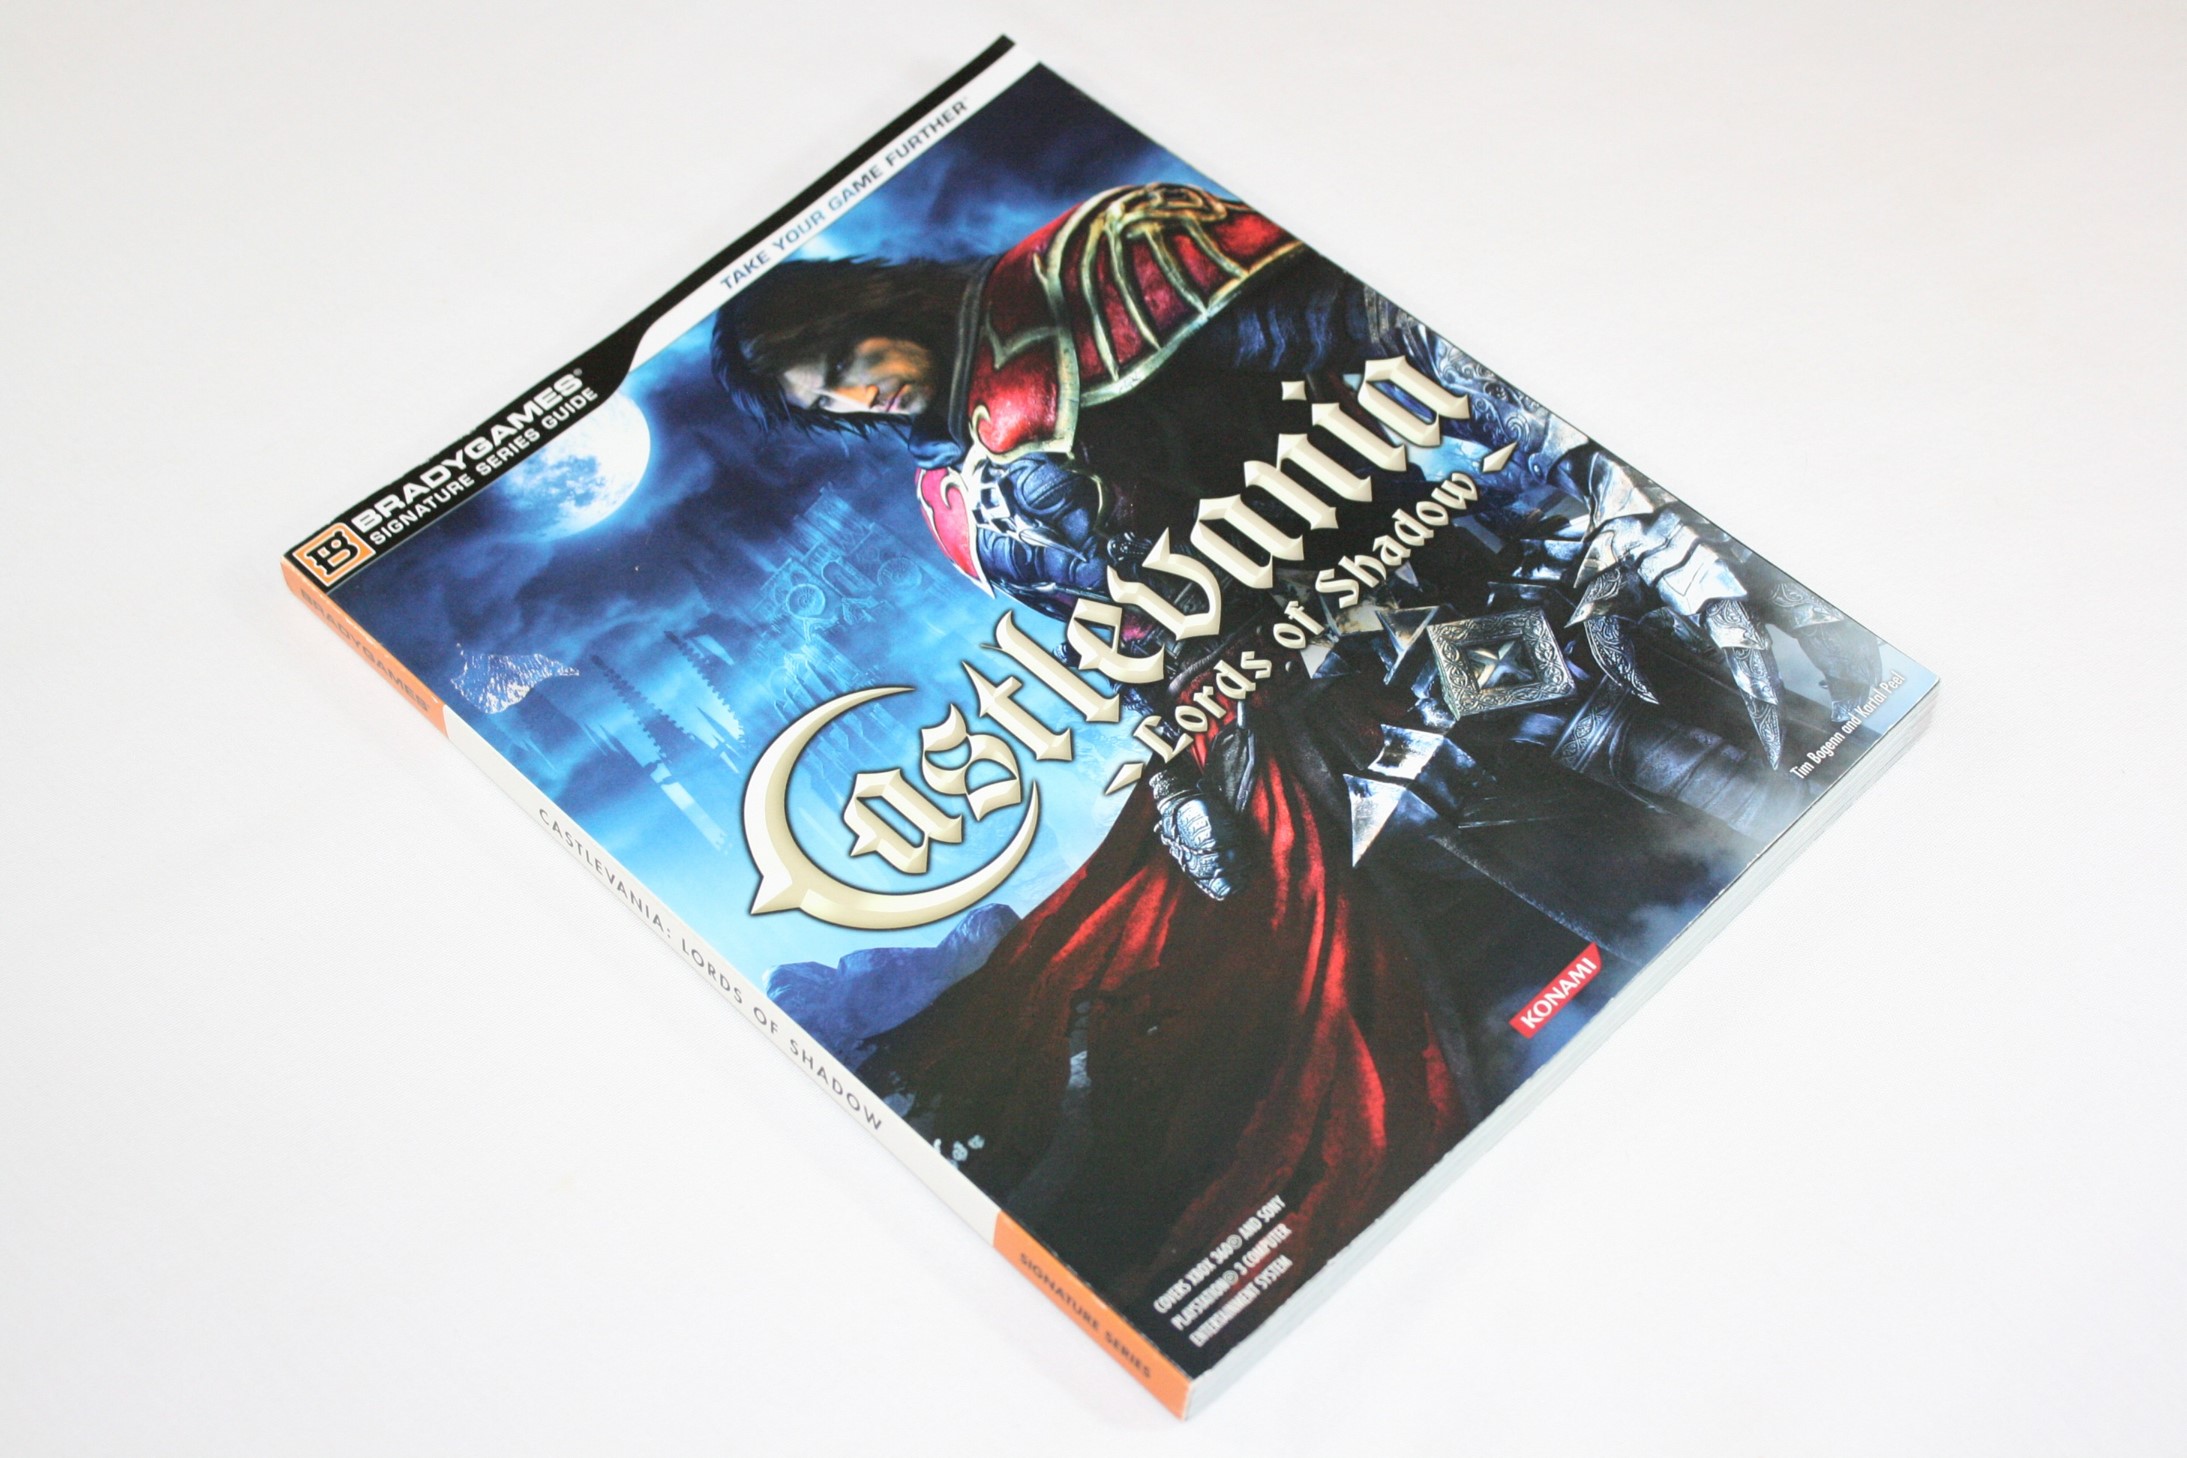 TAKE YOUR GAME FURTHER™
BRADYGAMES®
SIGNATURE SERIES GUIDE
Castlevania
Lords of Shadow
Tim Bogenn and Kartal Peel
KONAMI
COVERS XBOX 360® AND SONY
PLAYSTATION® 3 COMPUTER
ENTERTAINMENT SYSTEM
BRADYGAMES®
CASTLEVANIA: LORDS OF SHADOW
SIGNATURE SERIES